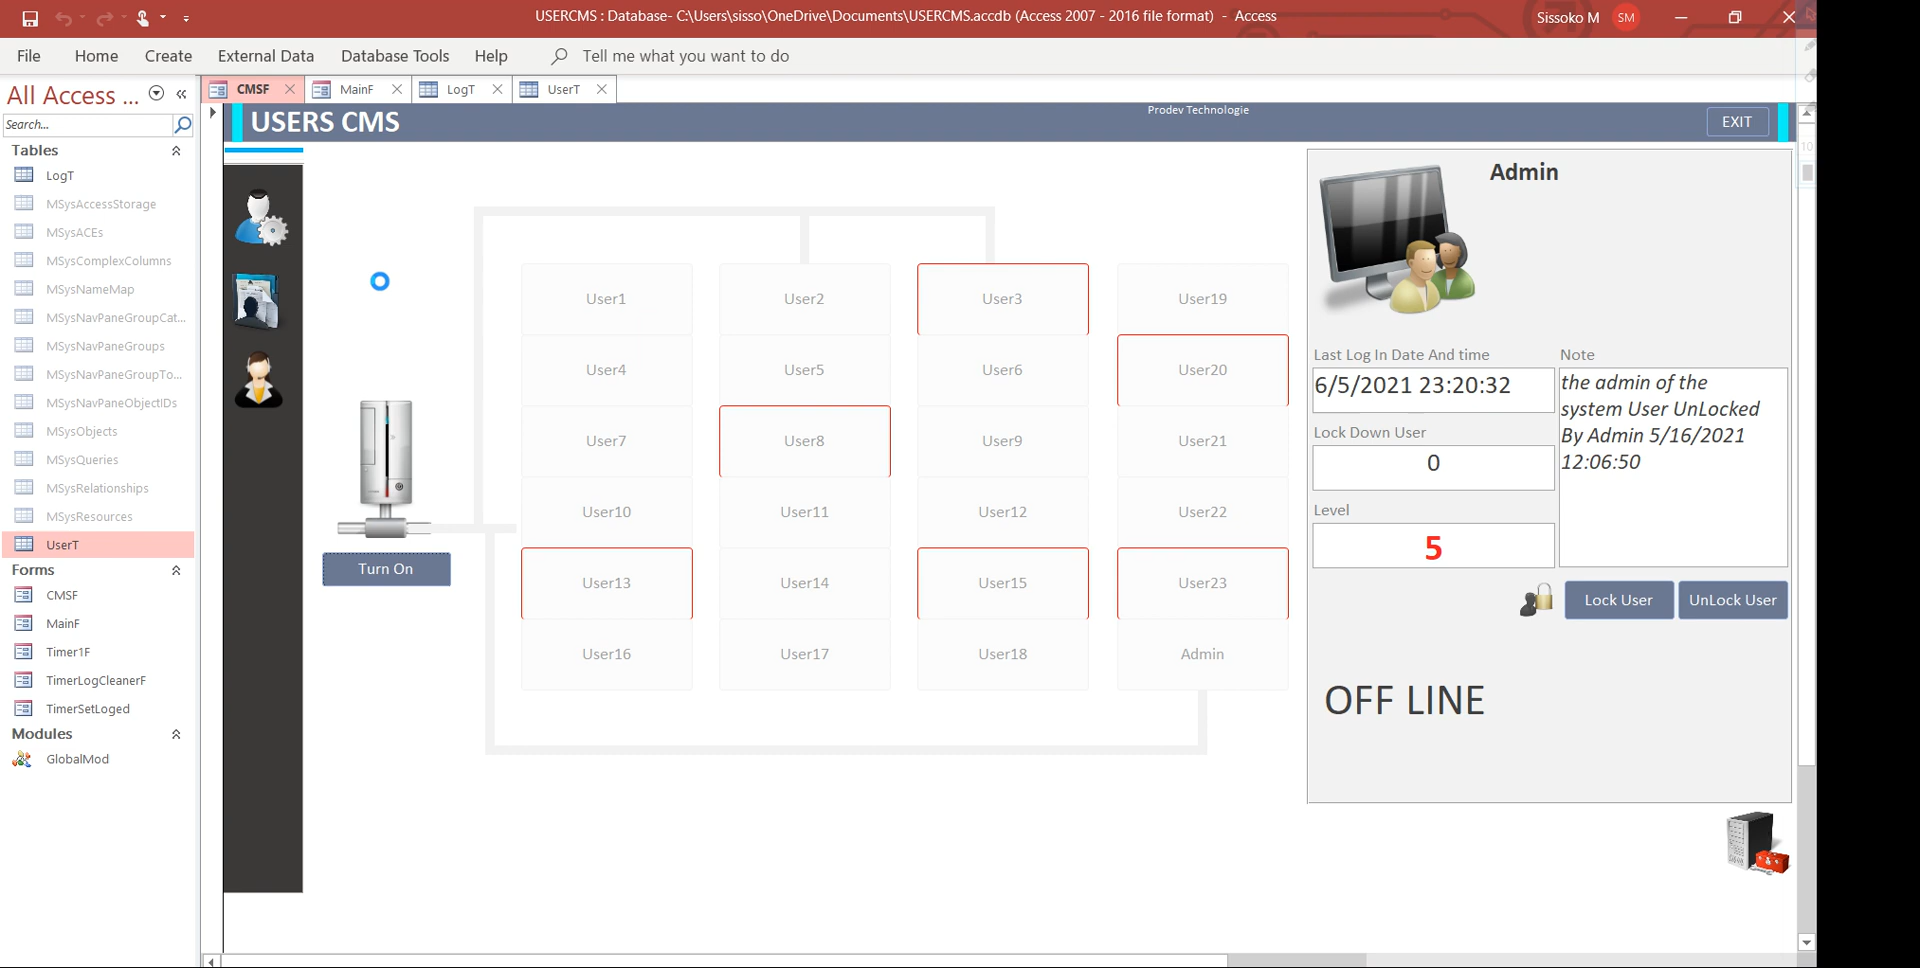 USERCMS : Database- C:\Users\sisso\OneDrive\Documents\USERCMS.accdb (Access 2007 - 2016 file format) - Access
Sissoko M
SM
File
Home
Create
External Data
Database Tools
Help
Tell me what you want to do
All Access ...
Search...
Tables
LogT
MSysAccessStorage
MSysACEs
MSysComplexColumns
MSysNameMap
MSysNavPaneGroupCat...
MSysNavPaneGroups
MSysNavPaneGroupTo...
MSysNavPaneObjectIDs
MSysObjects
MSysQueries
MSysRelationships
MSysResources
UserT
Forms
CMSF
MainF
Timer1F
TimerLogCleanerF
TimerSetLoged
Modules
GlobalMod
CMSF
MainF
LogT
UserT
USERS CMS
Prodev Technologie
EXIT
Turn On
User1
User2
User3
User19
User4
User5
User6
User20
User7
User8
User9
User21
User10
User11
User12
User22
User13
User14
User15
User23
User16
User17
User18
Admin
Admin
Last Log In Date And time
6/5/2021 23:20:32
Lock Down User
0
Level
5
Note
the admin of the
system User UnLocked
By Admin 5/16/2021
12:06:50
Lock User
UnLock User
OFF LINE
10